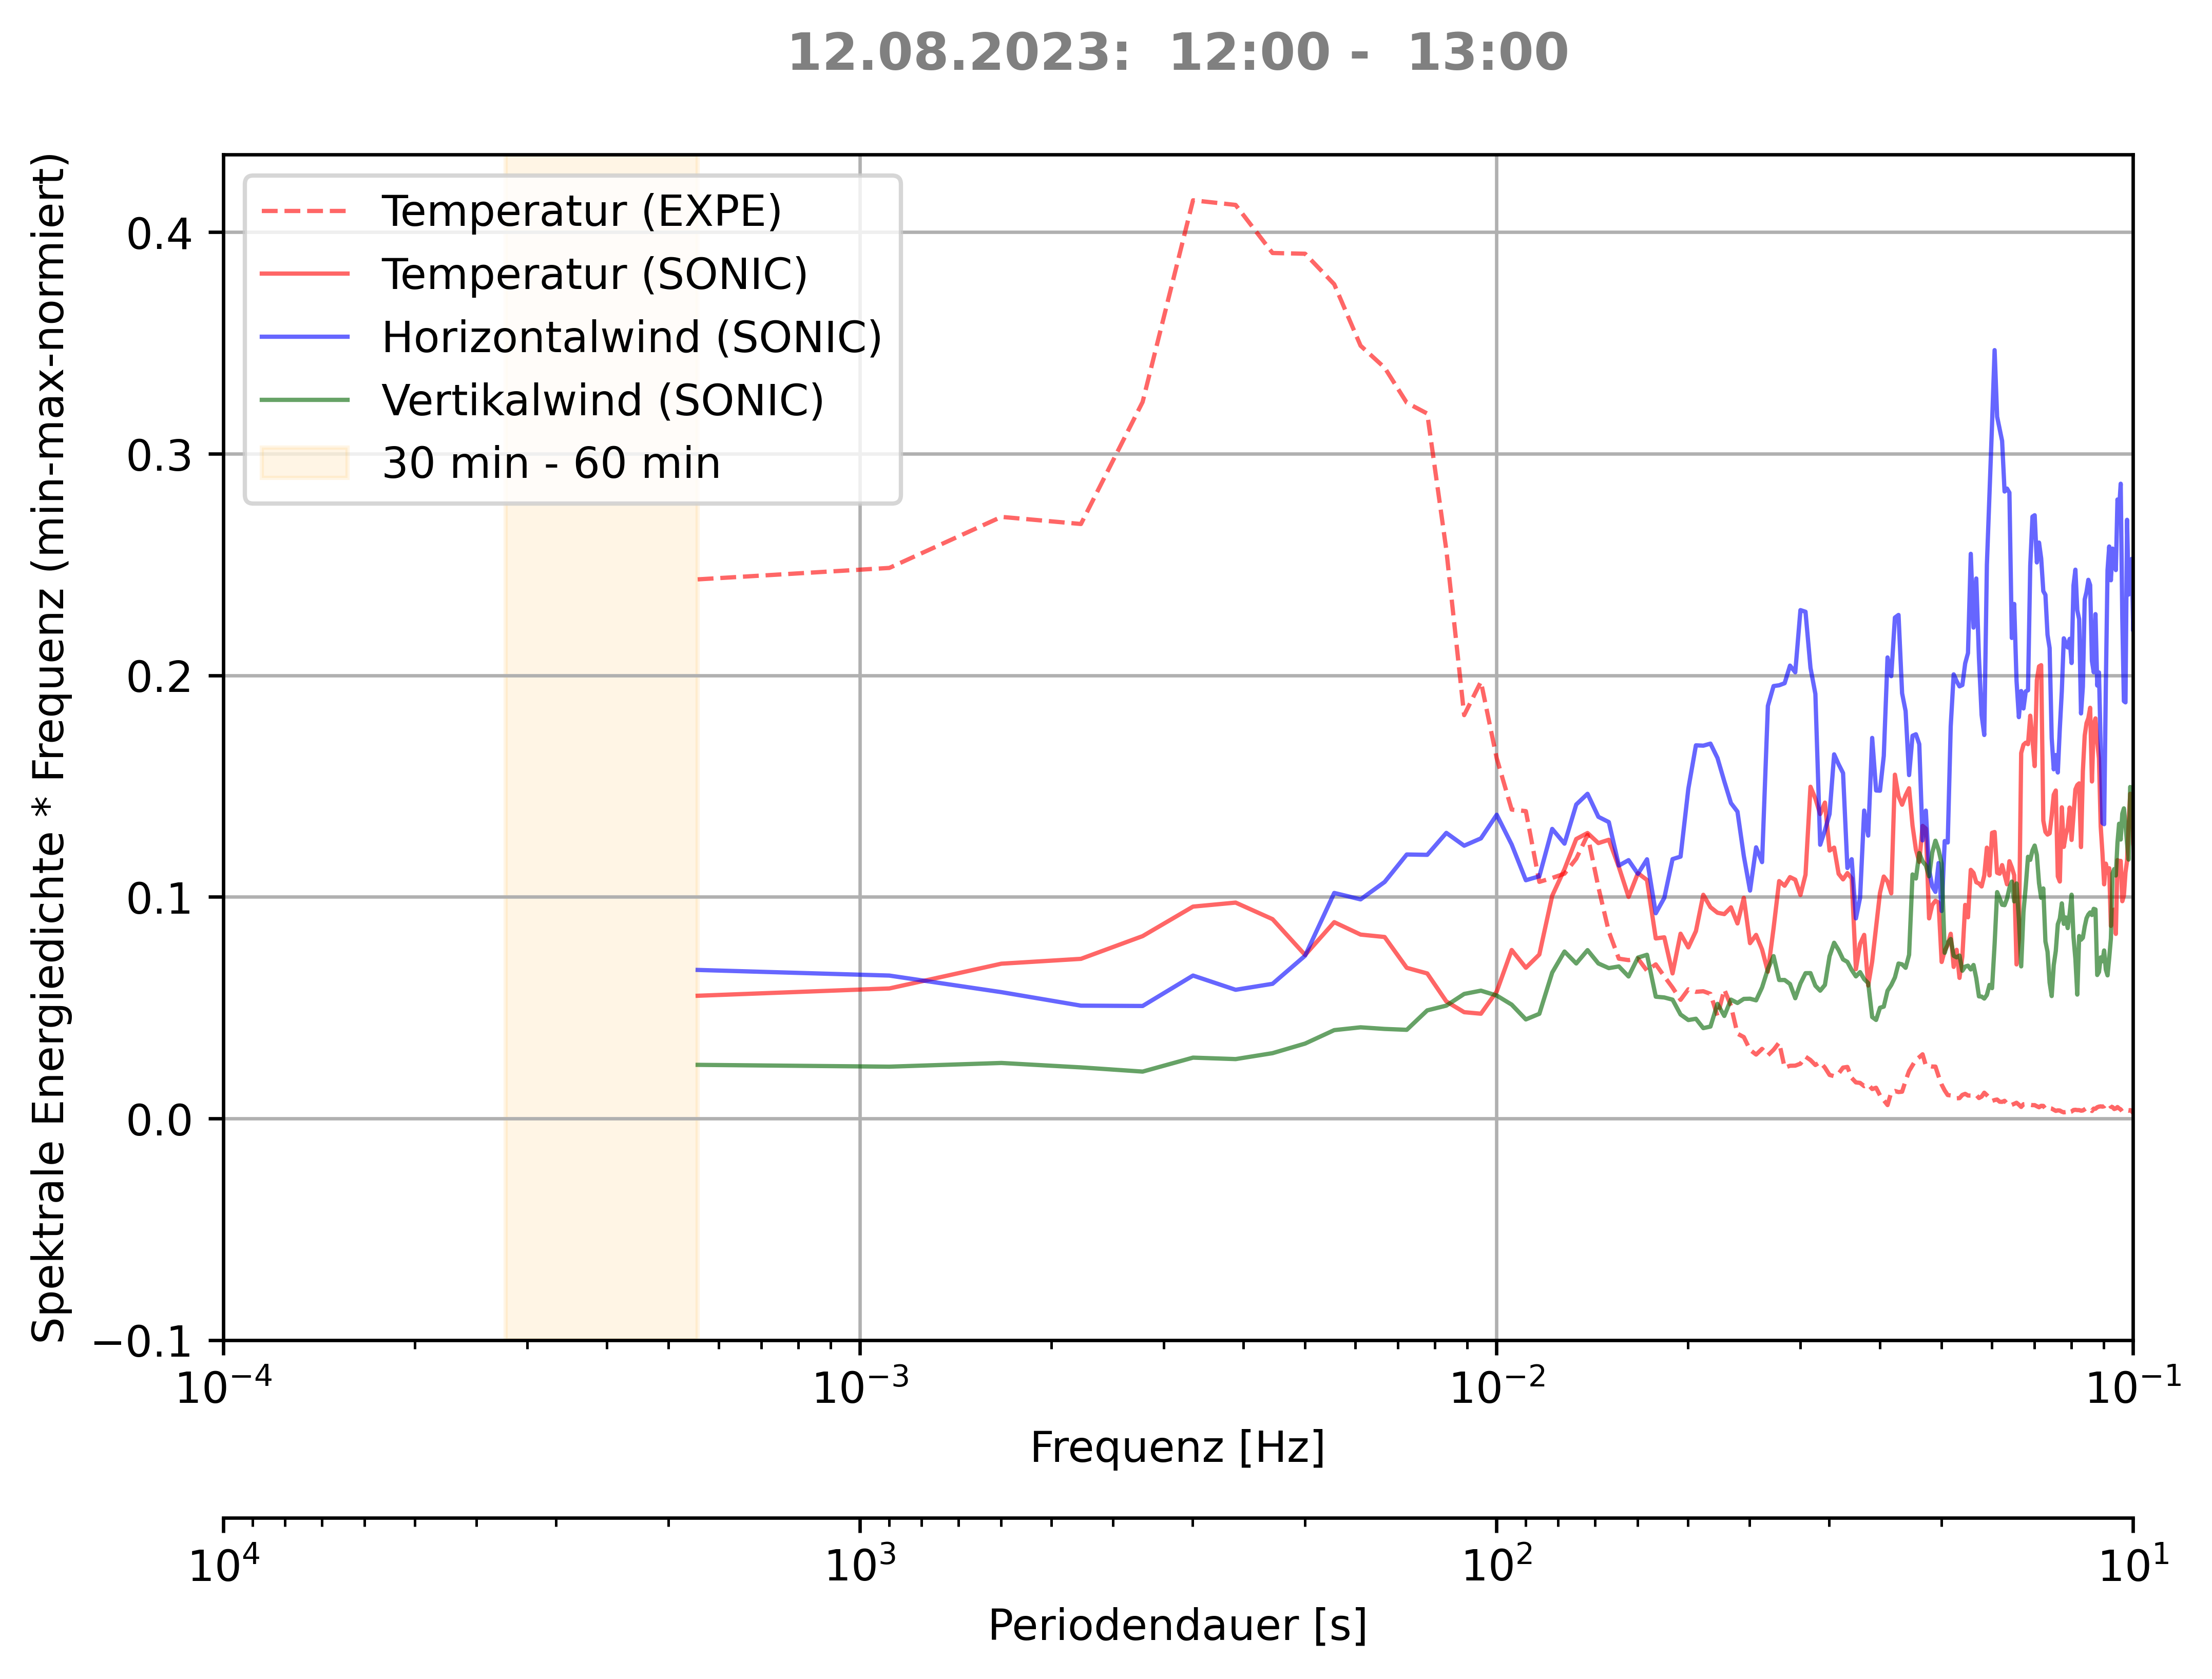 12.08.2023:  12:00 -  13:00
Spektrale Energiedichte * Frequenz (min-max-normiert)
Temperatur (EXPE)
Temperatur (SONIC)
Horizontalwind (SONIC)
Vertikalwind (SONIC)
30 min - 60 min
0.4
0.3
0.2
0.1
0.0
−0.1
10⁻⁴ 10⁻³ 10⁻² 10⁻¹
Frequenz [Hz]
10⁴ 10³ 10² 10¹
Periodendauer [s]